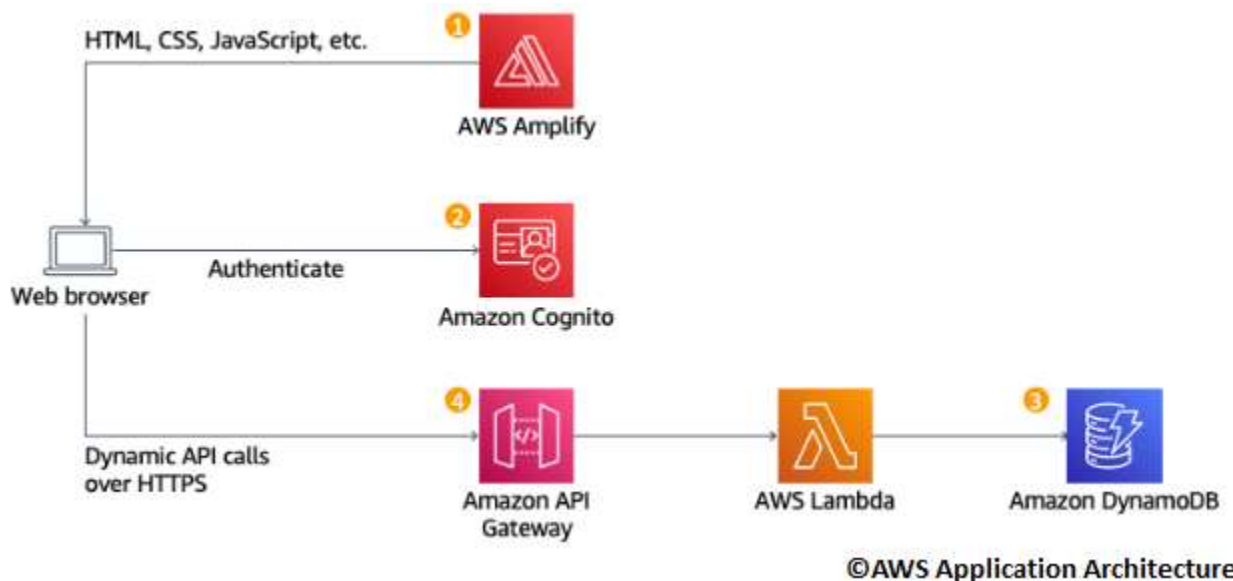 HTML, CSS, JavaScript, etc.
1
AWS Amplify
2
Authenticate
Web browser
Amazon Cognito
4
3
Dynamic API calls
over HTTPS
</>
Amazon API
Gateway
AWS Lambda
Amazon DynamoDB
©AWS Application Architecture